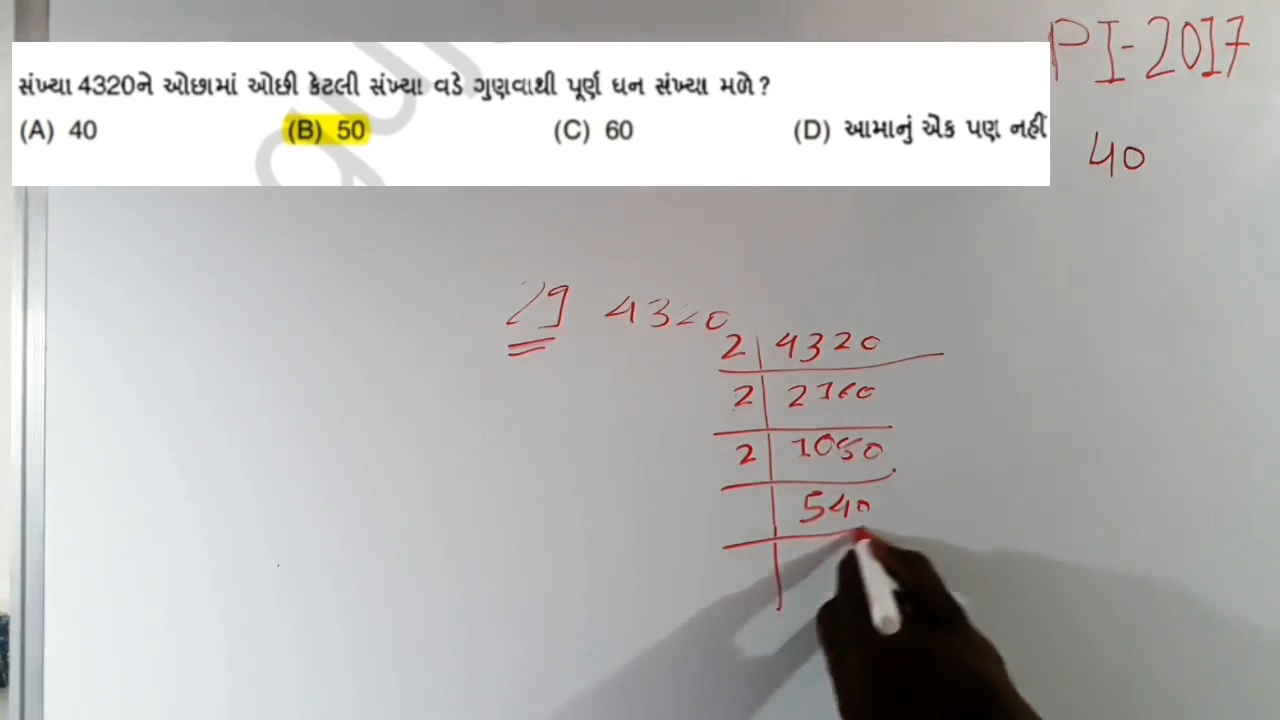 સંખ્યા 4320ને ઓછામાં ઓછી કેટલી સંખ્યા વડે ગુણવાથી પૂર્ણ ઘન સંખ્યા મળે ?
(A) 40 (B) 50 (C) 60 (D) આમાનું એક પણ નહીં
PI-2017
40
29 4320
2 4320
2 2160
2 1080
540